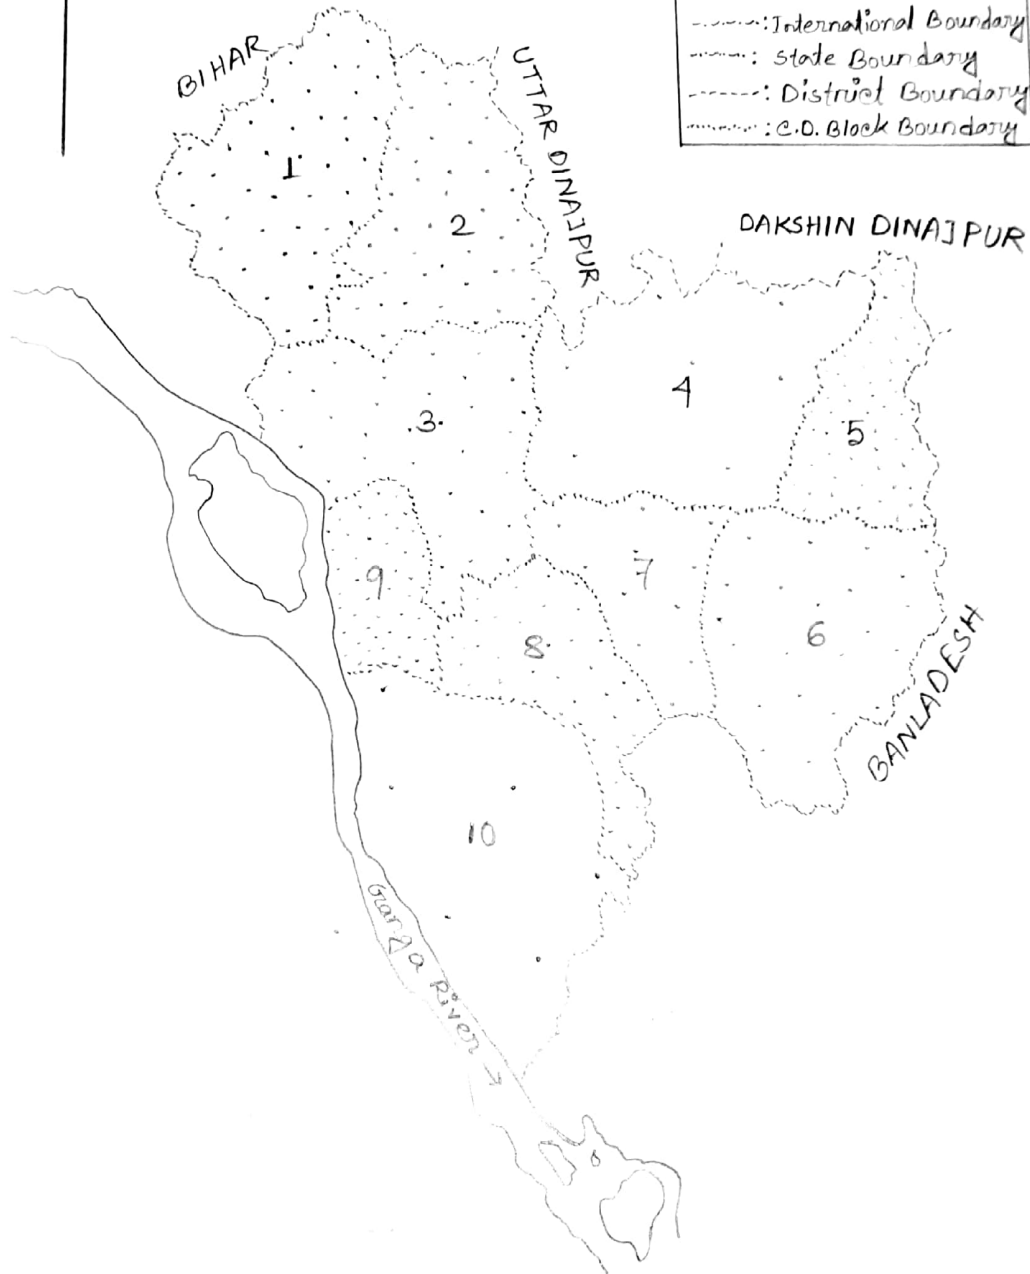 : International Boundary
: State Boundary
: District Boundary
: C.D. Block Boundary
BIHAR
UTTAR DINAJPUR
DAKSHIN DINAJPUR
1
2
3
4
5
9
7
8
6
BANLADESH
10
Ganga River →